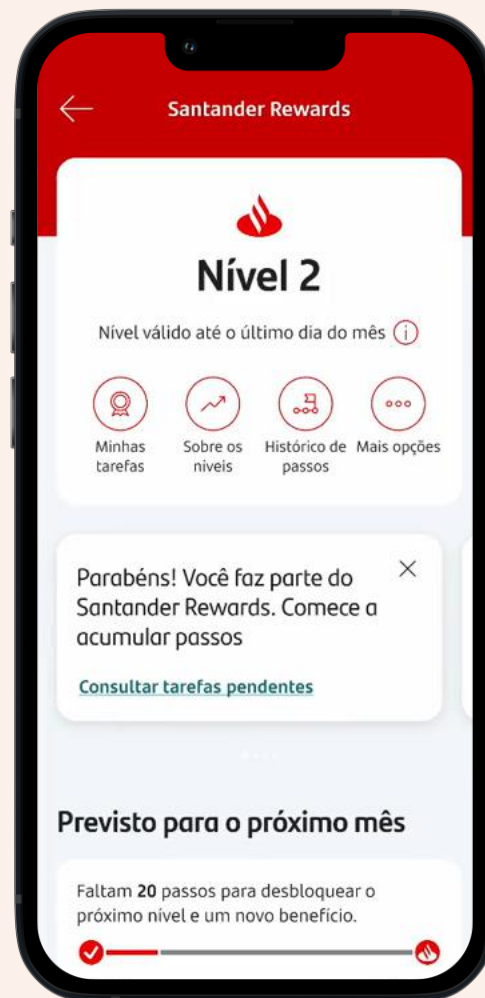 Santander Rewards
Nível 2
Nível válido até o último dia do mês
Minhas
tarefas
Sobre os
niveis
Histórico de
passos
Mais opções
Parabéns! Você faz parte do
Santander Rewards. Comece a
acumular passos
Consultar tarefas pendentes
Previsto para o próximo mês
Faltam 20 passos para desbloquear o
próximo nível e um novo benefício.